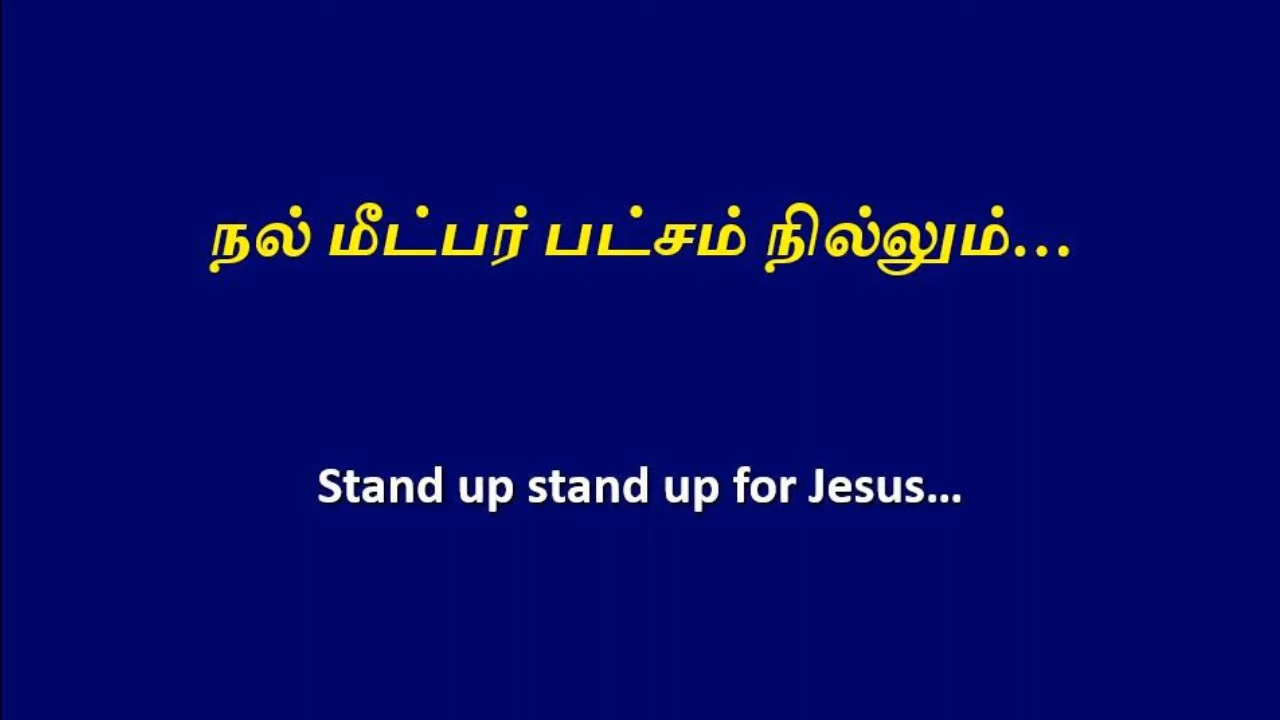 நல் மீட்பர் பட்சம் நில்லும்...
Stand up stand up for Jesus...